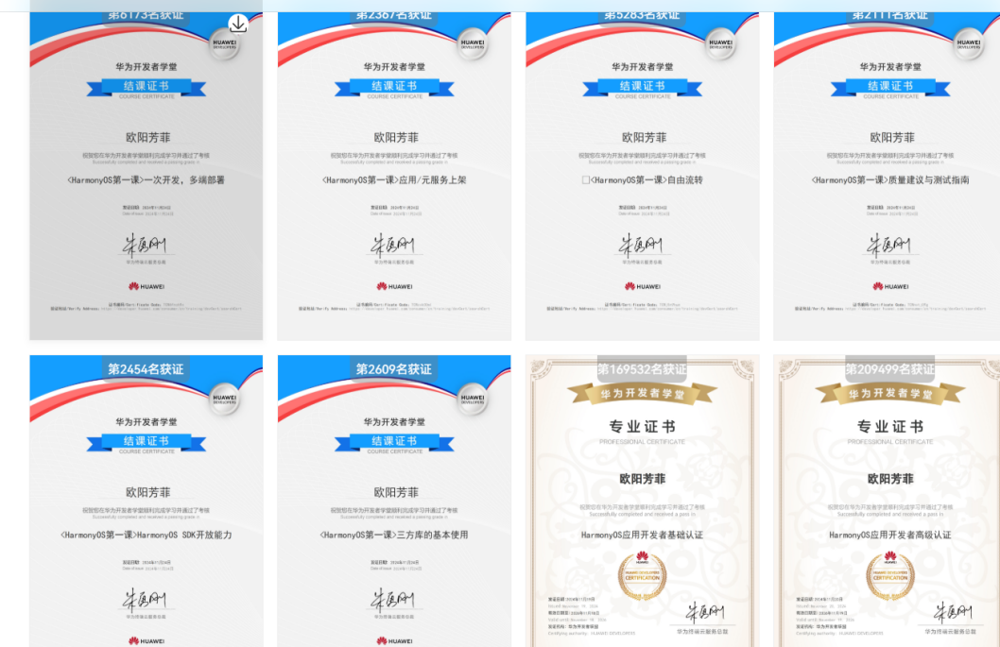 第6173名获证
HUAWEI
DEVELOPERS
华为开发者学堂
结课证书
COURSE CERTIFICATE
欧阳芳菲
祝贺您在华为开发者学堂顺利完成学习并通过了考核
Successfully completed and received a passing grade in
<HarmonyOS第一课>一次开发，多端部署
华为终端云服务总裁
HUAWEI
第2367名获证
HUAWEI
DEVELOPERS
华为开发者学堂
结课证书
COURSE CERTIFICATE
欧阳芳菲
祝贺您在华为开发者学堂顺利完成学习并通过了考核
Successfully completed and received a passing grade in
<HarmonyOS第一课>应用/元服务上架
华为终端云服务总裁
HUAWEI
第5283名获证
HUAWEI
DEVELOPERS
华为开发者学堂
结课证书
COURSE CERTIFICATE
欧阳芳菲
祝贺您在华为开发者学堂顺利完成学习并通过了考核
Successfully completed and received a passing grade in
<HarmonyOS第一课>自由流转
华为终端云服务总裁
HUAWEI
第2111名获证
HUAWEI
DEVELOPERS
华为开发者学堂
结课证书
COURSE CERTIFICATE
欧阳芳菲
祝贺您在华为开发者学堂顺利完成学习并通过了考核
Successfully completed and received a passing grade in
<HarmonyOS第一课>质量建议与测试指南
华为终端云服务总裁
HUAWEI
第2454名获证
HUAWEI
DEVELOPERS
华为开发者学堂
结课证书
COURSE CERTIFICATE
欧阳芳菲
祝贺您在华为开发者学堂顺利完成学习并通过了考核
Successfully completed and received a passing grade in
<HarmonyOS第一课>HarmonyOS SDK开放能力
华为终端云服务总裁
HUAWEI
第2609名获证
HUAWEI
DEVELOPERS
华为开发者学堂
结课证书
COURSE CERTIFICATE
欧阳芳菲
祝贺您在华为开发者学堂顺利完成学习并通过了考核
Successfully completed and received a passing grade in
<HarmonyOS第一课>三方库的基本使用
华为终端云服务总裁
HUAWEI
第169532名获证
华为开发者学堂
专业证书
PROFESSIONAL CERTIFICATE
欧阳芳菲
祝贺您在华为开发者学堂顺利完成学习并通过了考核
Successfully completed and received a pass in
HarmonyOS应用开发者基础认证
HUAWEI DEVELOPERS
CERTIFICATION
发证机构：华为开发者联盟
Certifying authority: HUAWEI DEVELOPERS
华为终端云服务总裁
第209499名获证
华为开发者学堂
专业证书
PROFESSIONAL CERTIFICATE
欧阳芳菲
祝贺您在华为开发者学堂顺利完成学习并通过了考核
Successfully completed and received a pass in
HarmonyOS应用开发者高级认证
HUAWEI DEVELOPERS
CERTIFICATION
发证机构：华为开发者联盟
Certifying authority: HUAWEI DEVELOPERS
华为终端云服务总裁